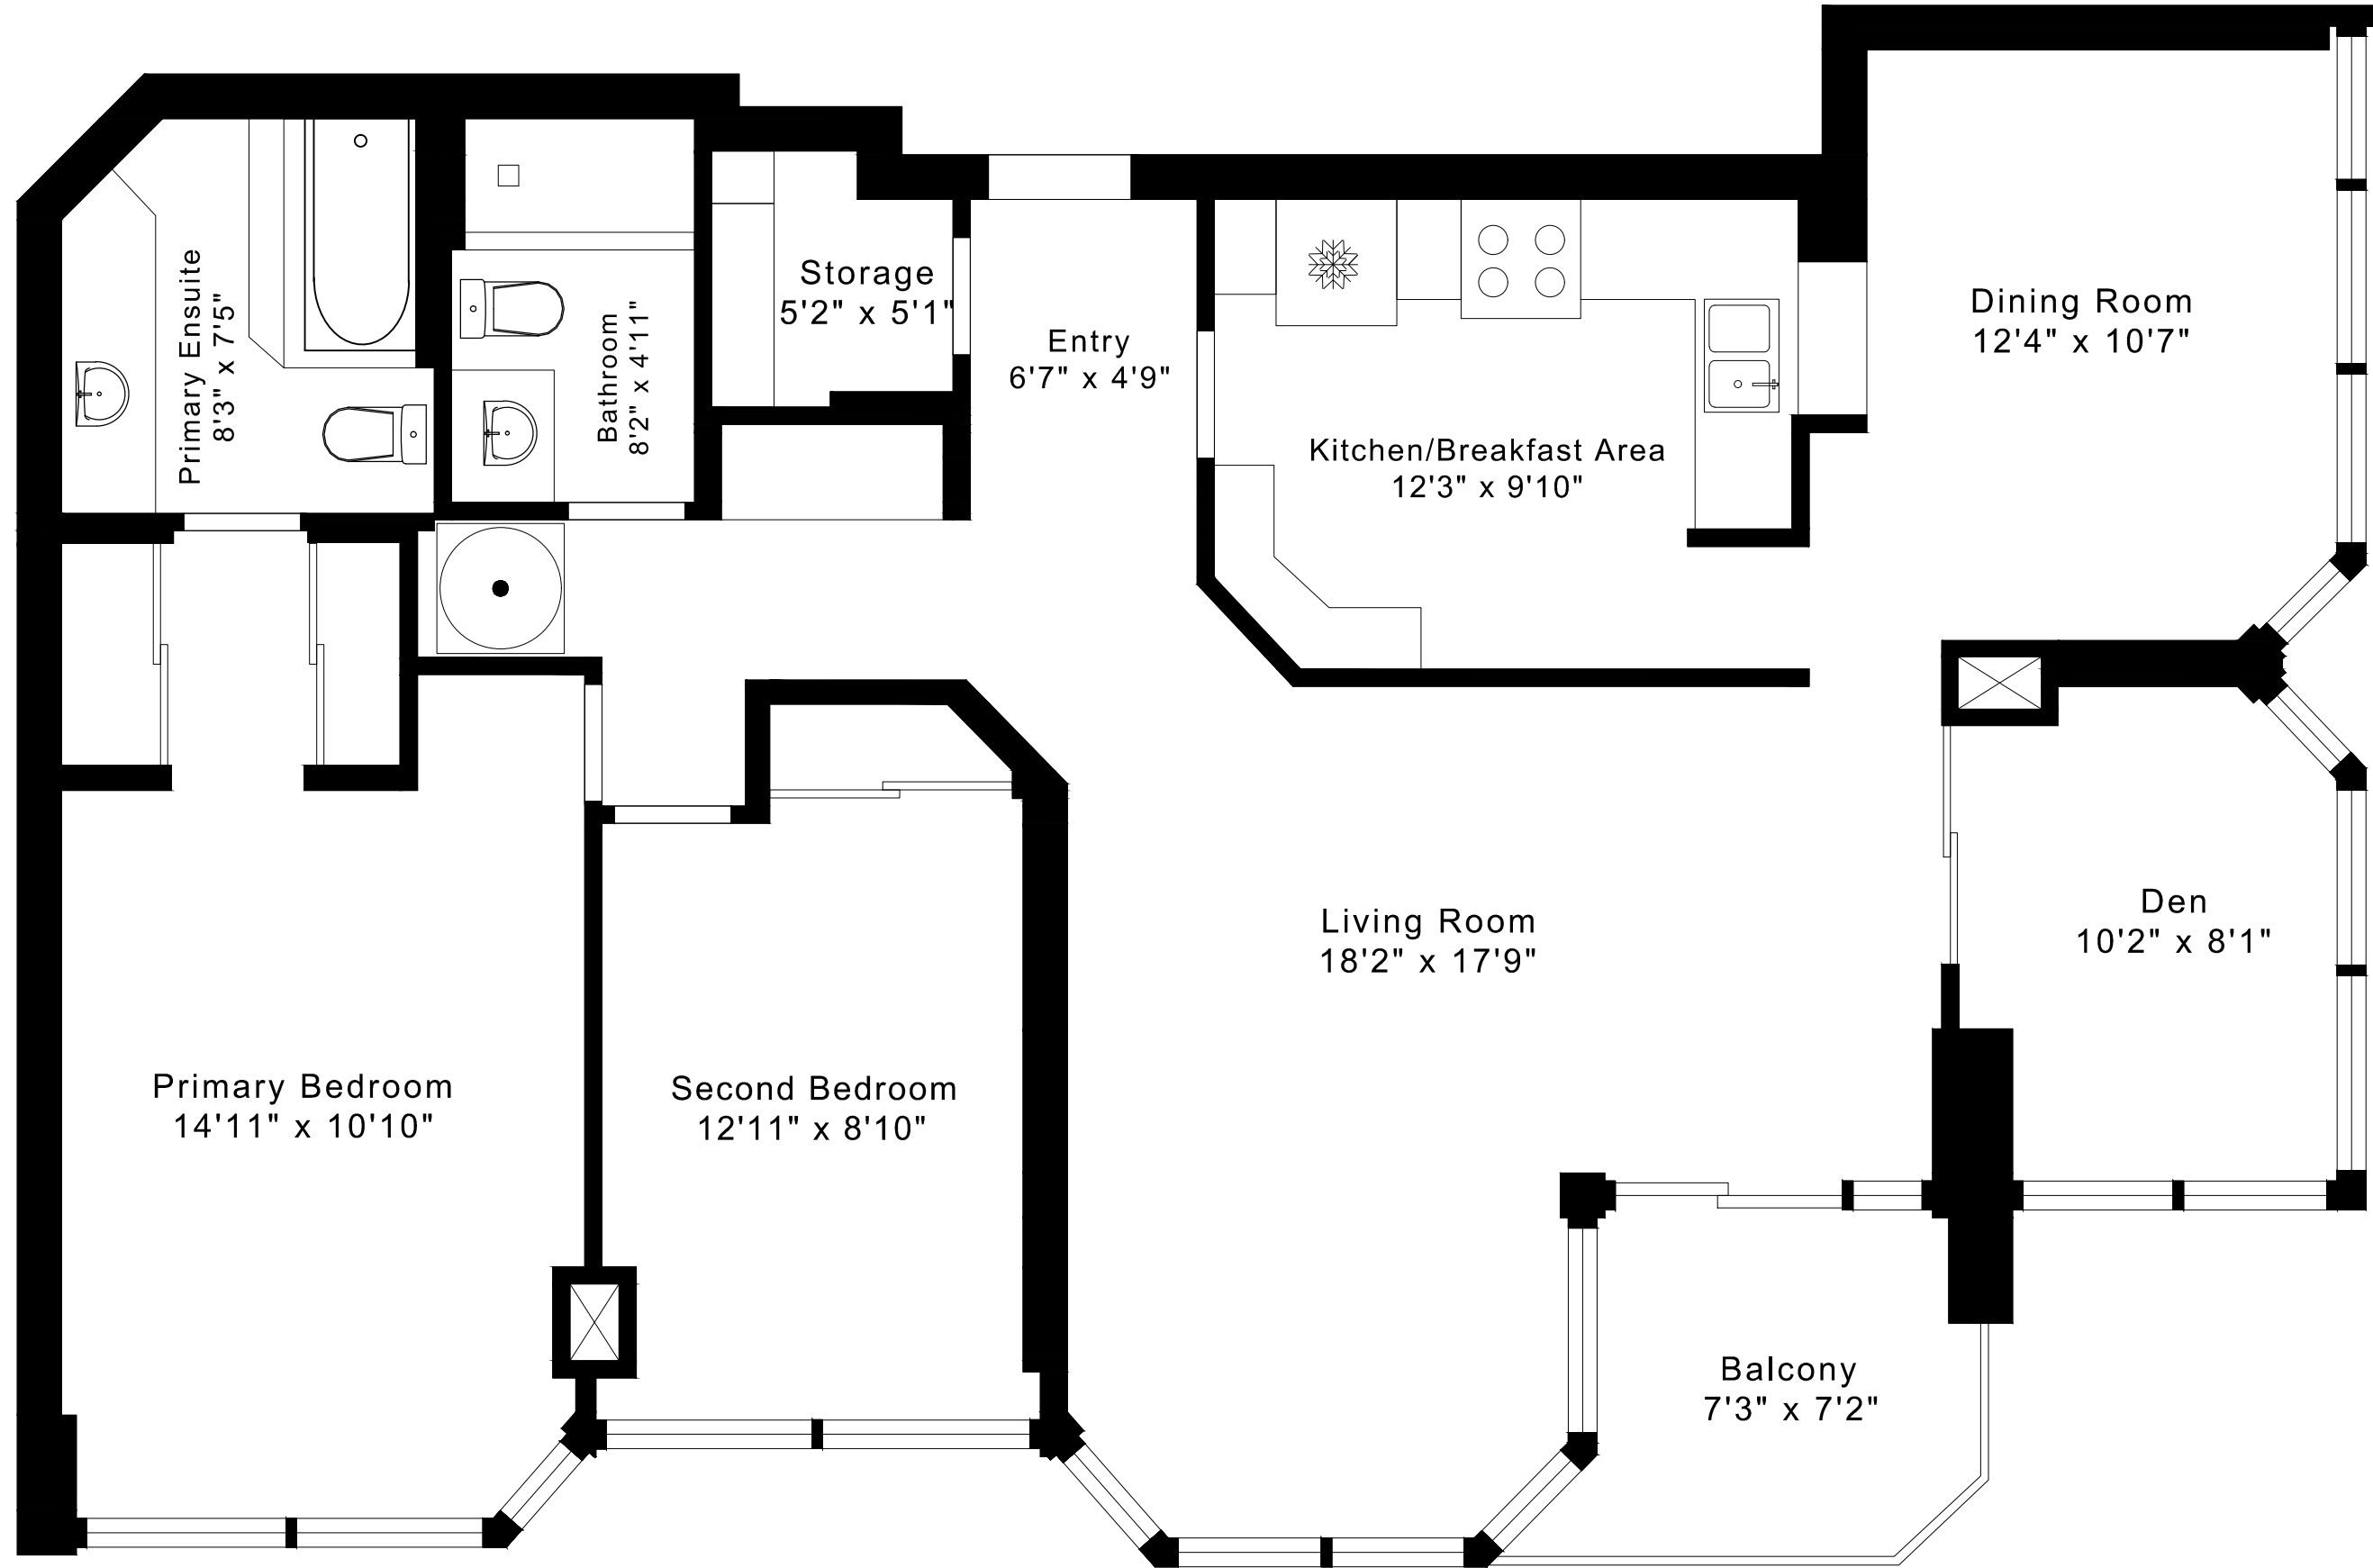 Primary Ensuite
8'3" x 7'5"
Bathroom
8'2" x 4'11"
Storage
5'2" x 5'1"
Entry
6'7" x 4'9"
Kitchen/Breakfast Area
12'3" x 9'10"
Dining Room
12'4" x 10'7"
Living Room
18'2" x 17'9"
Den
10'2" x 8'1"
Primary Bedroom
14'11" x 10'10"
Second Bedroom
12'11" x 8'10"
Balcony
7'3" x 7'2"